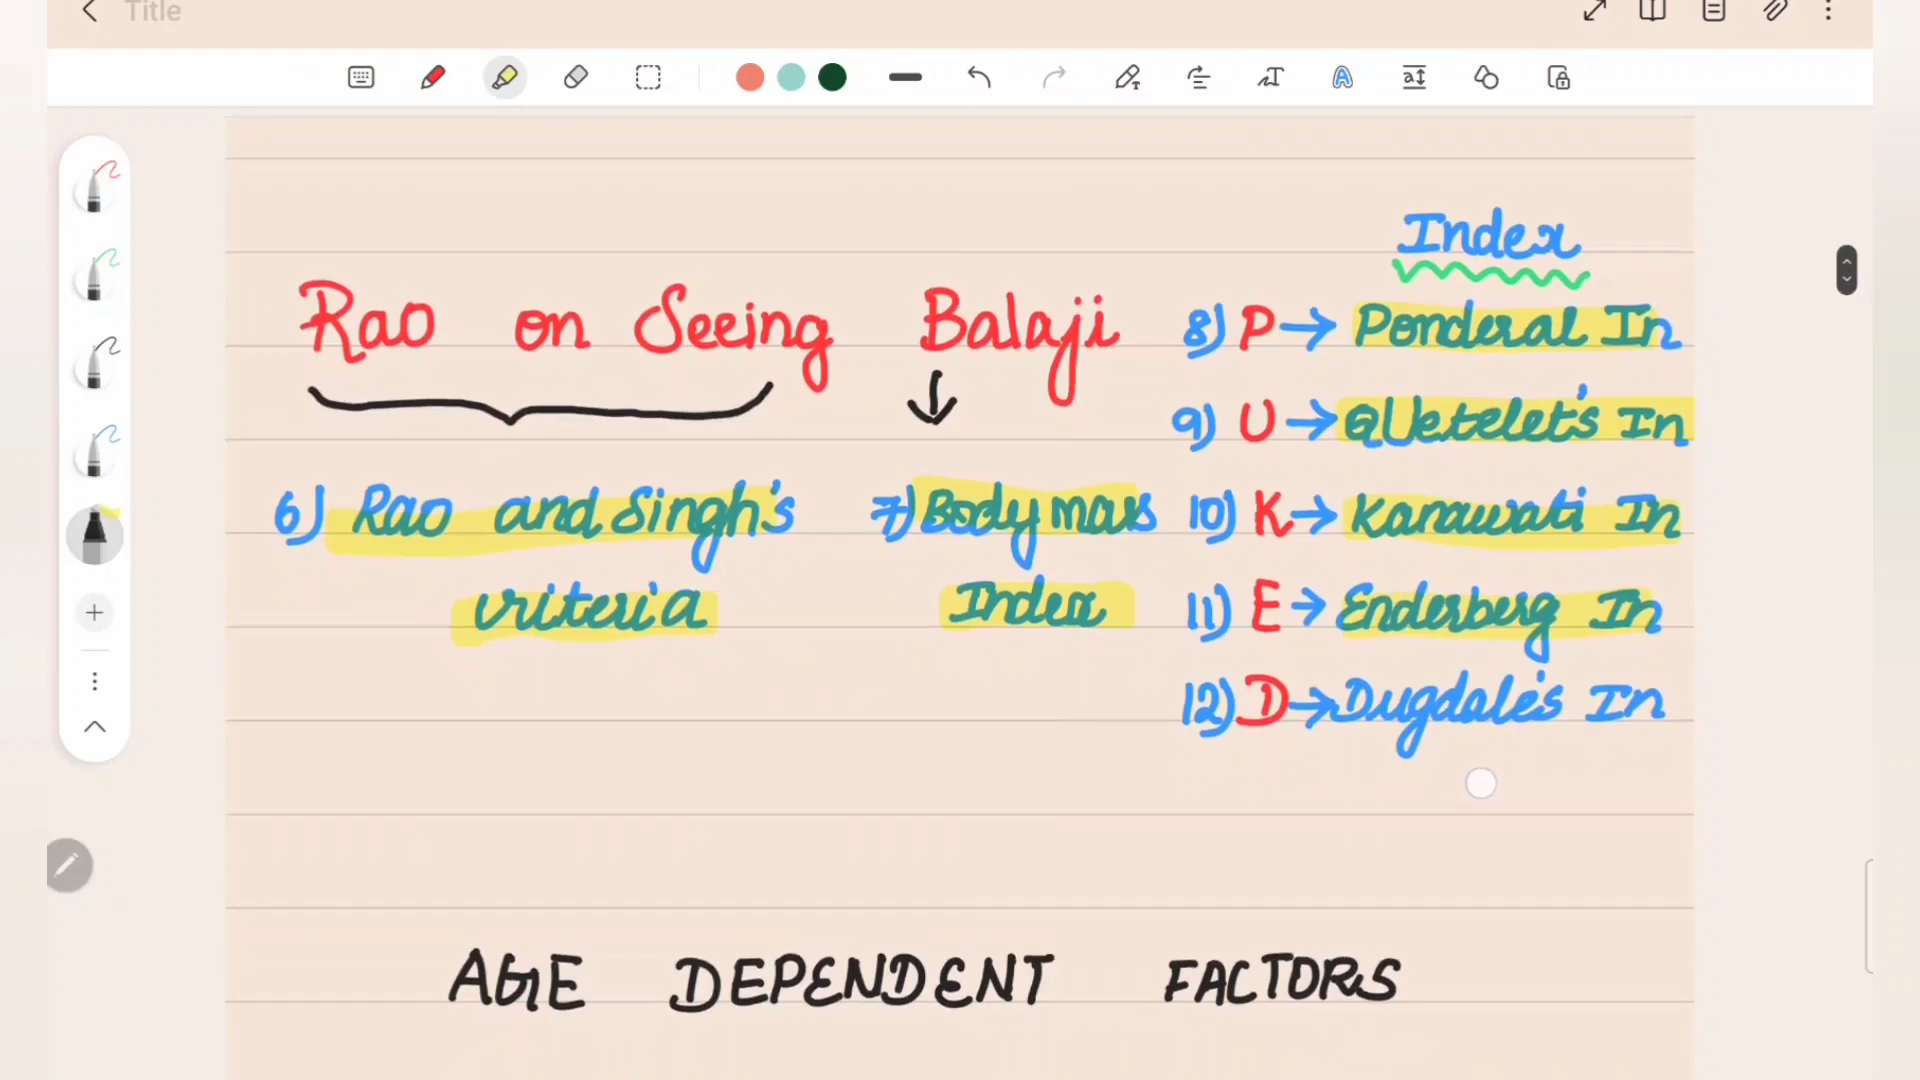 Title
Index
Rao on Seeing Balaji
8) P → Ponderal In
9) U → QUetelet's In
6) Rao and Singh's
7) Body mass
10) K → Kanawati In
criteria
Index
11) E → Enderberg In
12) D → Dugdale's In
AGE DEPENDENT FACTORS